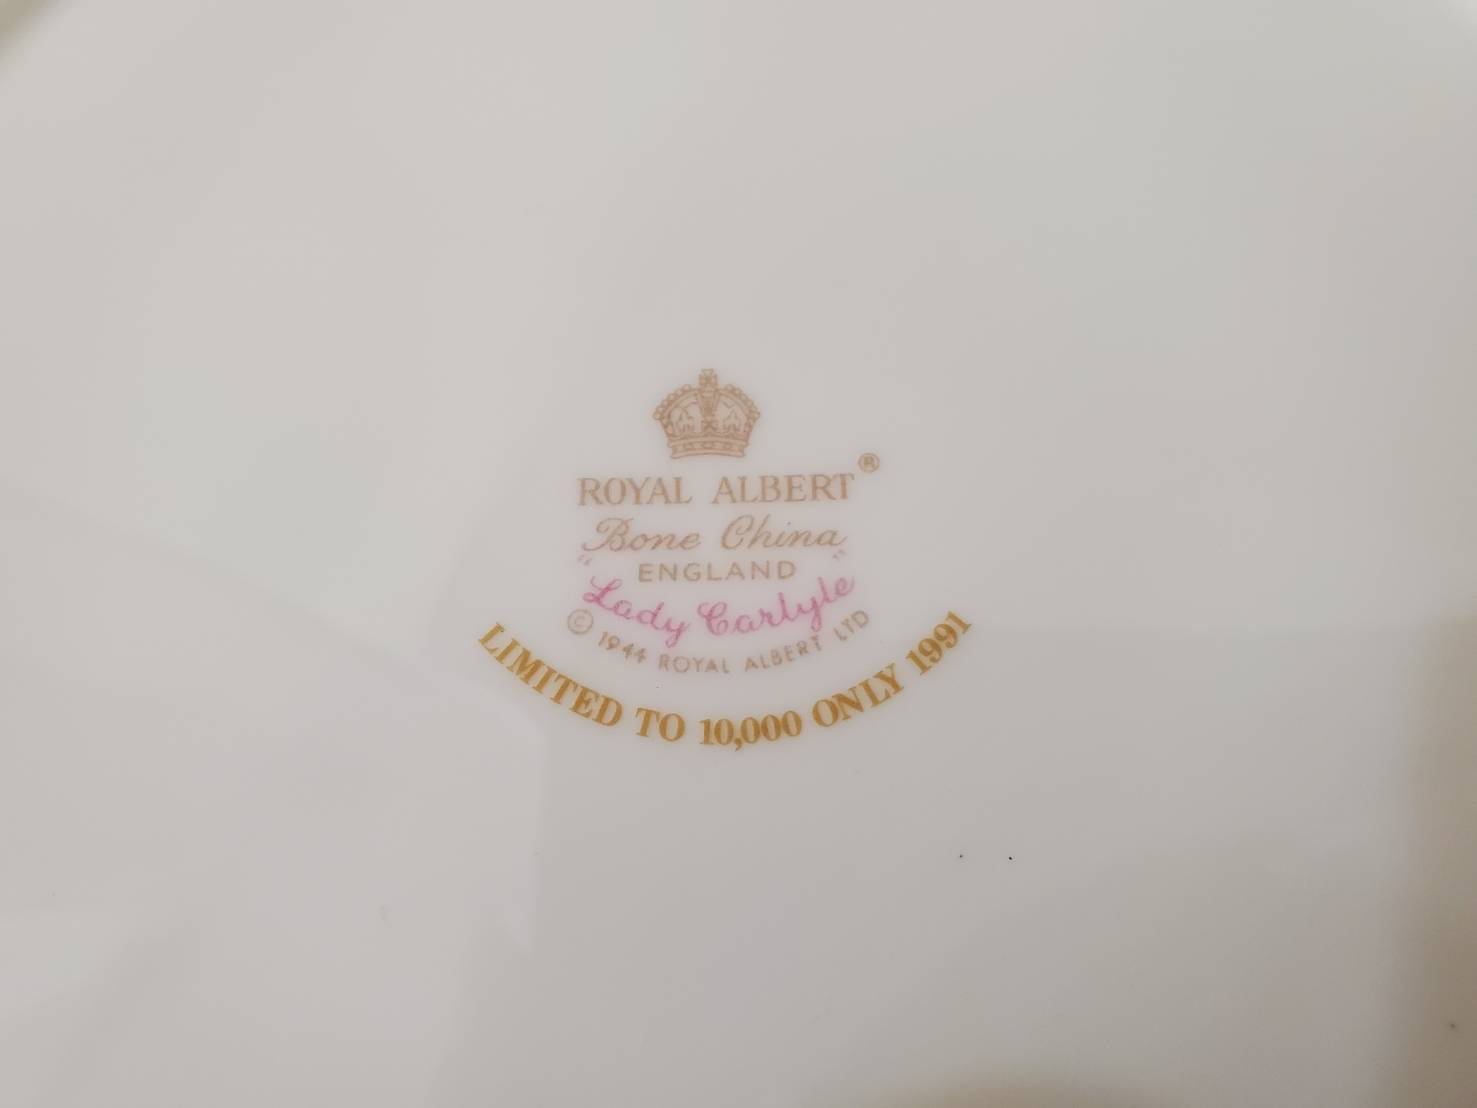 ROYAL ALBERT®
Bone China
ENGLAND
"Lady Carlyle"
© 1944 ROYAL ALBERT LTD
LIMITED TO 10,000 ONLY 1991